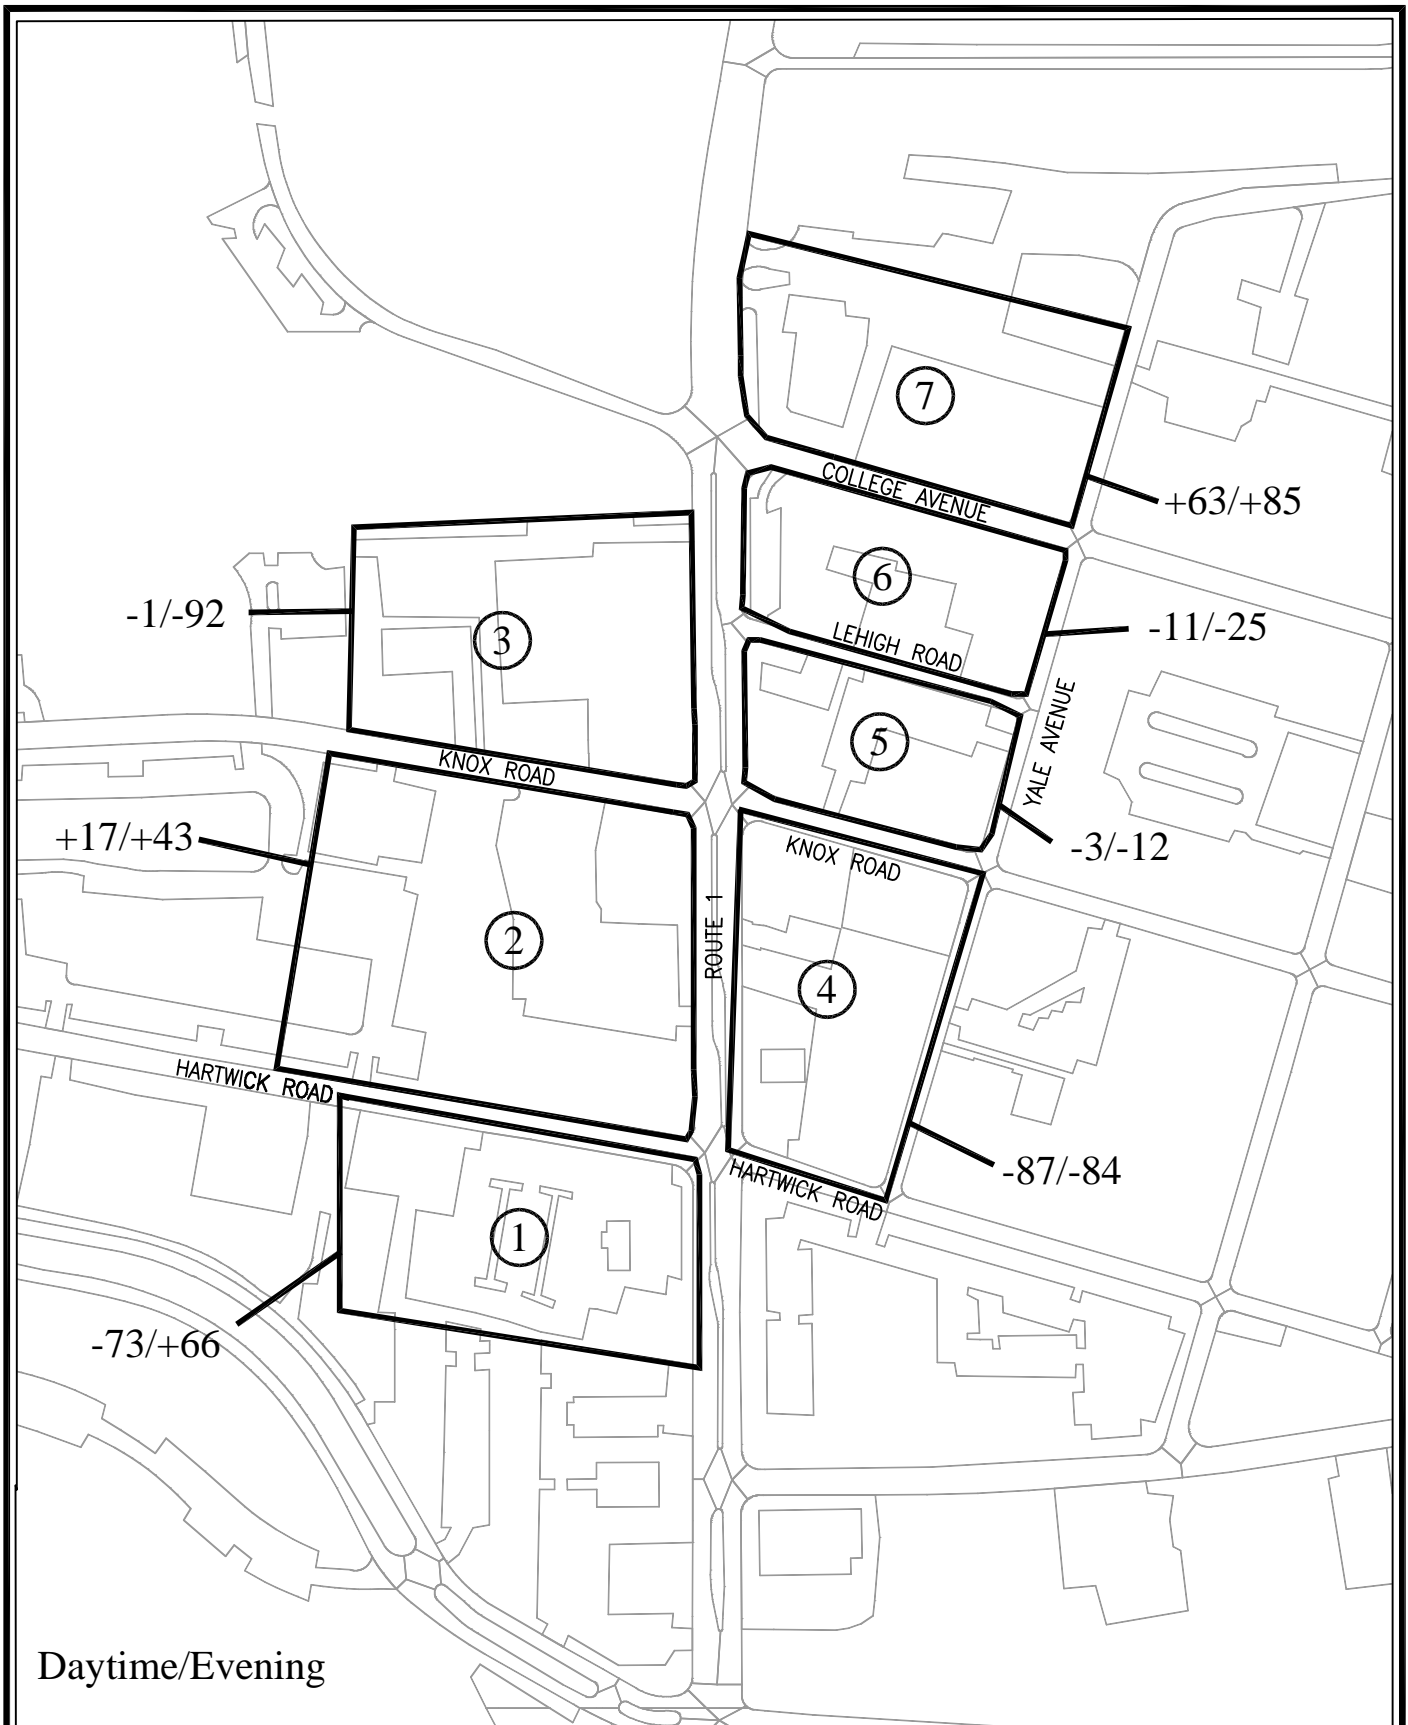 7
COLLEGE AVENUE
+63/+85
6
-1/-92
3
LEHIGH ROAD
-11/-25
5
YALE AVENUE
KNOX ROAD
+17/+43
-3/-12
KNOX ROAD
ROUTE 1
2
4
HARTWICK ROAD
HARTWICK ROAD
-87/-84
1
-73/+66
Daytime/Evening